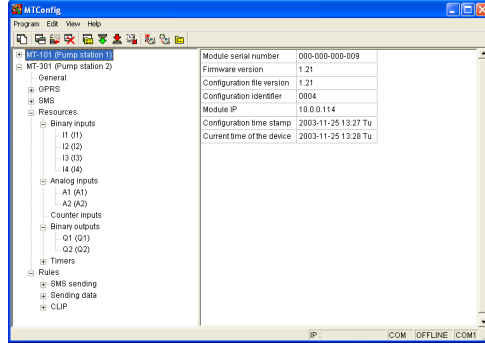 MTConfig
Program Edit View Help
MT-101 (Pump station 1)
MT-301 (Pump station 2)
General
GPRS
SMS
Resources
Binary inputs
I1 (I1)
I2 (I2)
I3 (I3)
I4 (I4)
Analog inputs
A1 (A1)
A2 (A2)
Counter inputs
Binary outputs
Q1 (Q1)
Q2 (Q2)
Timers
Rules
SMS sending
Sending data
CLIP
Module serial number 000-000-000-009
Firmware version 1.21
Configuration file version 1.21
Configuration identifier 0004
Module IP 10.0.0.114
Configuration time stamp 2003-11-25 13:27 Tu
Current time of the device 2003-11-25 13:28 Tu
IP: COM OFFLINE COM1